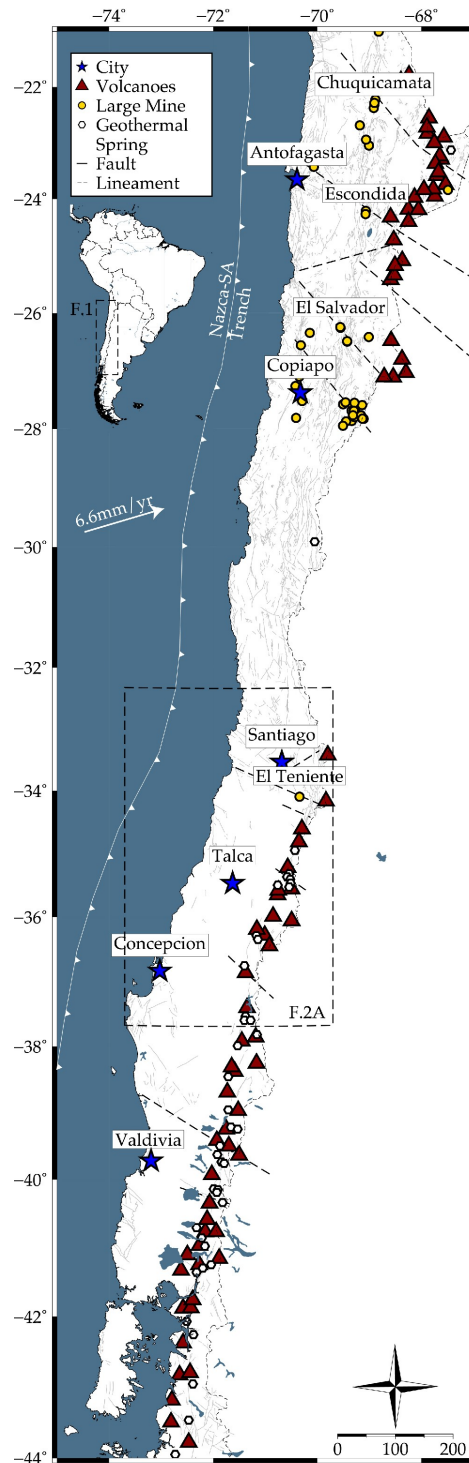 −74
−72
−70
−68
−22
−24
−26
−28
−30
−32
−34
−36
−38
−40
−42
−44
City
Volcanoes
Large Mine
Geothermal
Spring
Fault
Lineament
F.1
Nazca-SA
Trench
6.6mm/yr
Chuquicamata
Antofagasta
Escondida
El Salvador
Copiapo
Santiago
El Teniente
Talca
Concepcion
F.2A
Valdivia
0 100 200